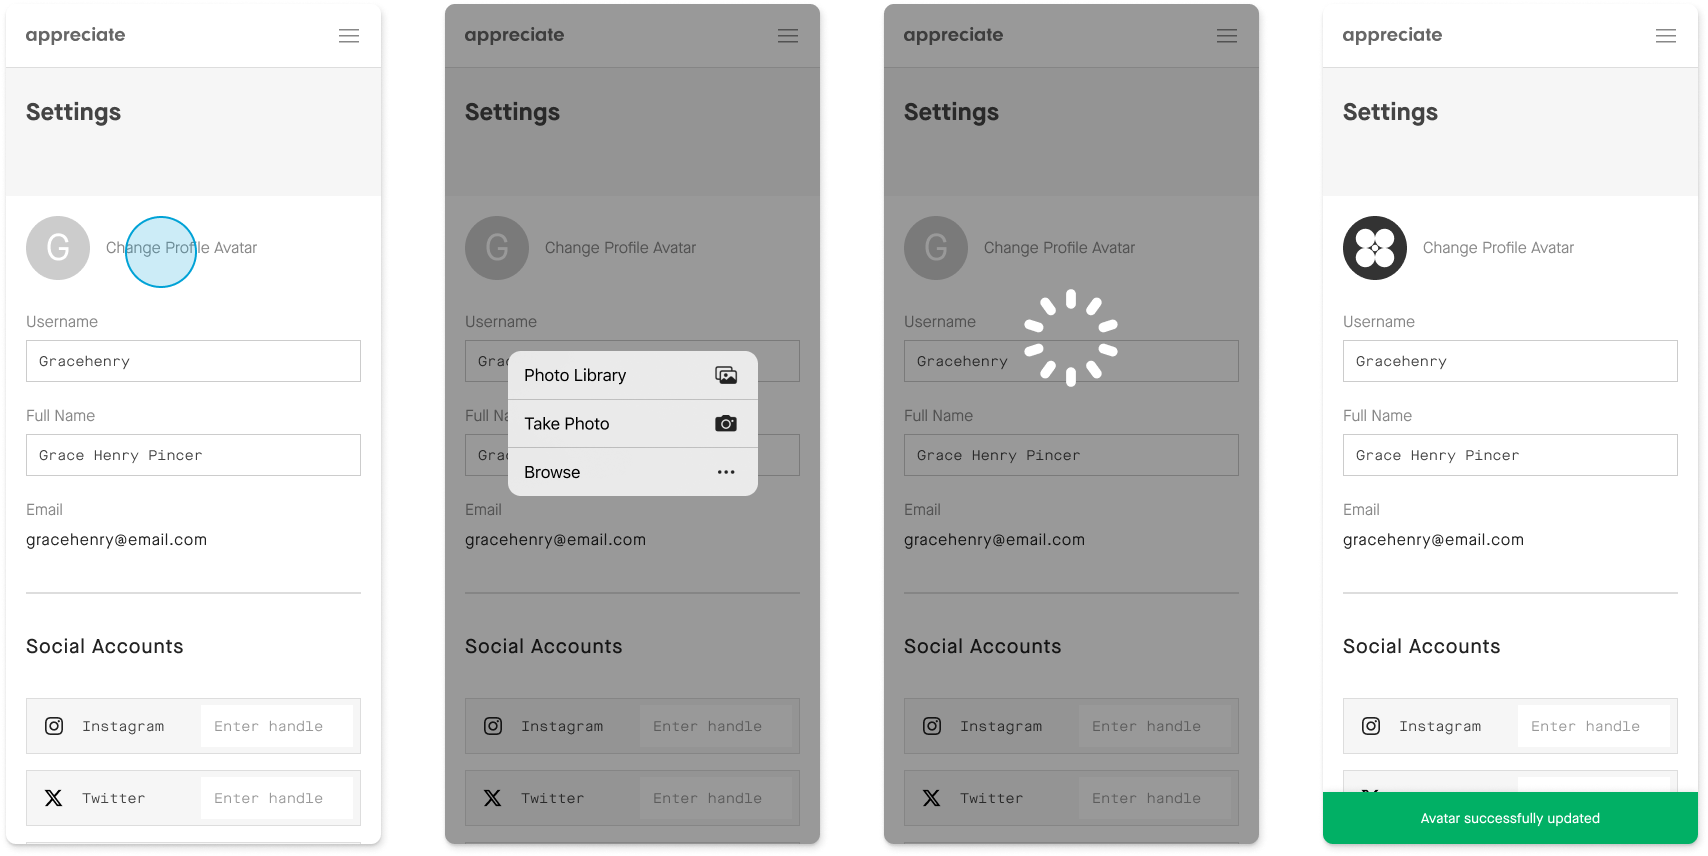 appreciate
Settings
G
Change Profile Avatar
Username
Gracehenry
Full Name
Grace Henry Pincer
Email
gracehenry@email.com
Social Accounts
Instagram Enter handle
Twitter Enter handle
appreciate
Settings
G
Change Profile Avatar
Username
Gra
Photo Library
Full N
Take Photo
Gra
Browse
Email
gracehenry@email.com
Social Accounts
Instagram Enter handle
Twitter Enter handle
appreciate
Settings
G
Change Profile Avatar
Username
Gracehenry
Full Name
Grace Henry Pincer
Email
gracehenry@email.com
Social Accounts
Instagram Enter handle
Twitter Enter handle
appreciate
Settings
Change Profile Avatar
Username
Gracehenry
Full Name
Grace Henry Pincer
Email
gracehenry@email.com
Social Accounts
Instagram Enter handle
Avatar successfully updated